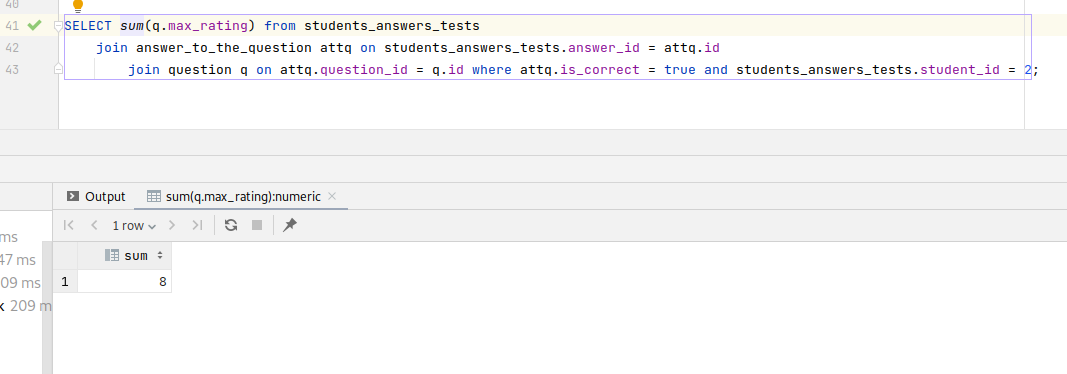 40
41 SELECT sum(q.max_rating) from students_answers_tests
42 join answer_to_the_question attq on students_answers_tests.answer_id = attq.id
43 join question q on attq.question_id = q.id where attq.is_correct = true and students_answers_tests.student_id = 2;
Output sum(q.max_rating):numeric
1 row
ms
sum
47 ms
1 8
09 ms
k 209 m